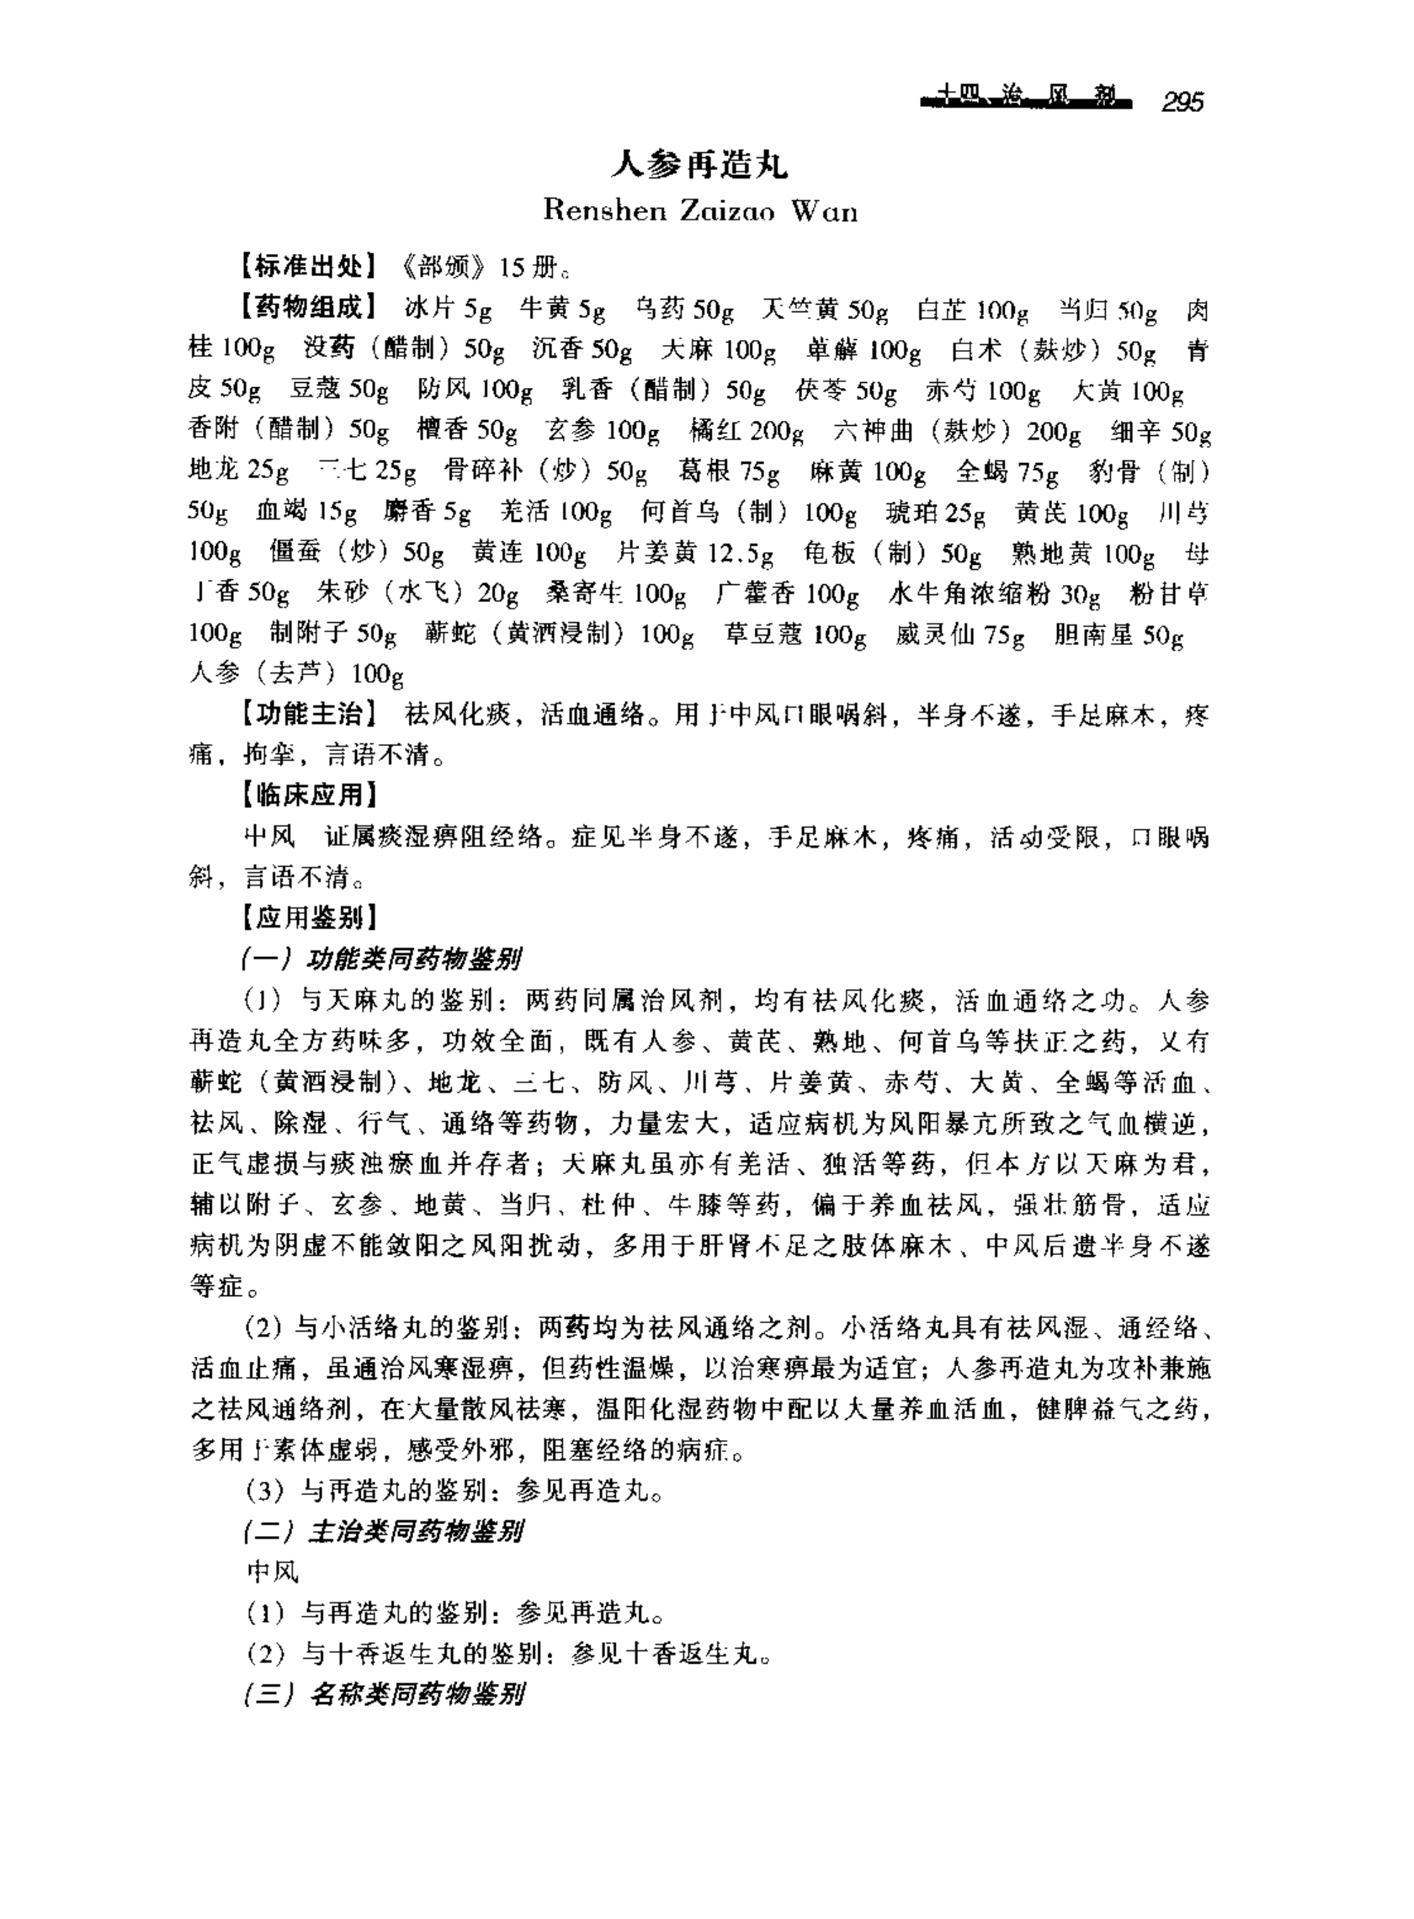 十四、治风剂 295
人参再造丸
Renshen Zaizao Wan
【标准出处】《部颁》15册。
【药物组成】 冰片5g 牛黄5g 乌药50g 天竺黄50g 白芷100g 当归50g 肉
桂100g 没药（醋制）50g 沉香50g 天麻100g 萆薢100g 白术（麸炒）50g 青
皮50g 豆蔻50g 防风100g 乳香（醋制）50g 茯苓50g 赤芍100g 大黄100g
香附（醋制）50g 檀香50g 玄参100g 橘红200g 六神曲（麸炒）200g 细辛50g
地龙25g 三七25g 骨碎补（炒）50g 葛根75g 麻黄100g 全蝎75g 豹骨（制）
50g 血竭15g 麝香5g 羌活100g 何首乌（制）100g 琥珀25g 黄芪100g 川芎
100g 僵蚕（炒）50g 黄连100g 片姜黄12.5g 龟板（制）50g 熟地黄100g 母
丁香50g 朱砂（水飞）20g 桑寄生100g 广藿香100g 水牛角浓缩粉30g 粉甘草
100g 制附子50g 蕲蛇（黄酒浸制）100g 草豆蔻100g 威灵仙75g 胆南星50g
人参（去芦）100g
【功能主治】 祛风化痰，活血通络。用于中风口眼㖞斜，半身不遂，手足麻木，疼
痛，拘挛，言语不清。
【临床应用】
中风 证属痰湿痹阻经络。症见半身不遂，手足麻木，疼痛，活动受限，口眼㖞
斜，言语不清。
【应用鉴别】
（一）功能类同药物鉴别
（1）与天麻丸的鉴别：两药同属治风剂，均有祛风化痰，活血通络之功。人参
再造丸全方药味多，功效全面，既有人参、黄芪、熟地、何首乌等扶正之药，又有
蕲蛇（黄酒浸制）、地龙、三七、防风、川芎、片姜黄、赤芍、大黄、全蝎等活血、
祛风、除湿、行气、通络等药物，力量宏大，适应病机为风阳暴亢所致之气血横逆，
正气虚损与痰浊瘀血并存者；天麻丸虽亦有羌活、独活等药，但本方以天麻为君，
辅以附子、玄参、地黄、当归、杜仲、牛膝等药，偏于养血祛风，强壮筋骨，适应
病机为阴虚不能敛阳之风阳扰动，多用于肝肾不足之肢体麻木、中风后遗半身不遂
等症。
（2）与小活络丸的鉴别：两药均为祛风通络之剂。小活络丸具有祛风湿、通经络、
活血止痛，虽通治风寒湿痹，但药性温燥，以治寒痹最为适宜；人参再造丸为攻补兼施
之祛风通络剂，在大量散风祛寒，温阳化湿药物中配以大量养血活血，健脾益气之药，
多用于素体虚弱，感受外邪，阻塞经络的病症。
（3）与再造丸的鉴别：参见再造丸。
（二）主治类同药物鉴别
中风
（1）与再造丸的鉴别：参见再造丸。
（2）与十香返生丸的鉴别：参见十香返生丸。
（三）名称类同药物鉴别